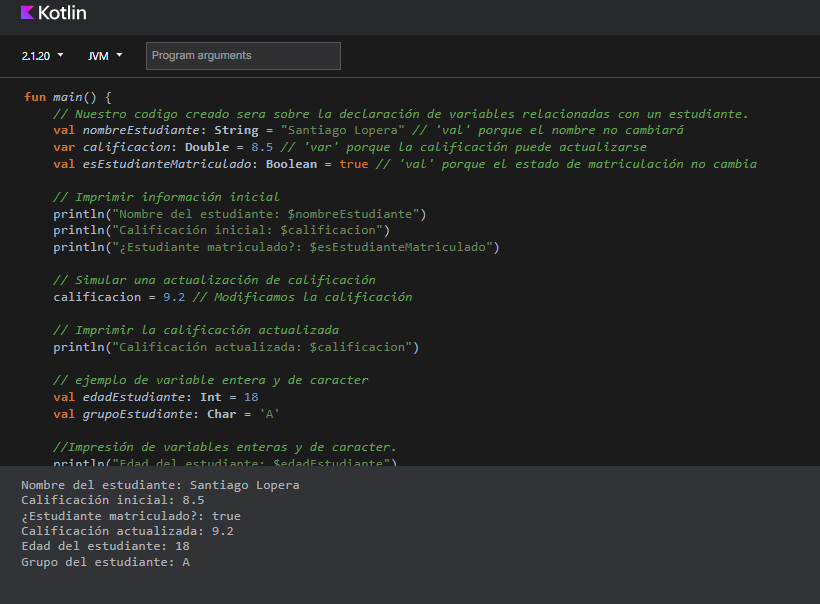 Kotlin
2.1.20 JVM Program arguments
fun main() {
// Nuestro codigo creado sera sobre la declaración de variables relacionadas con un estudiante.
val nombreEstudiante: String = "Santiago Lopera" // 'val' porque el nombre no cambiará
var calificacion: Double = 8.5 // 'var' porque la calificación puede actualizarse
val esEstudianteMatriculado: Boolean = true // 'val' porque el estado de matriculación no cambia
// Imprimir información inicial
println("Nombre del estudiante: $nombreEstudiante")
println("Calificación inicial: $calificacion")
println("¿Estudiante matriculado?: $esEstudianteMatriculado")
// Simular una actualización de calificación
calificacion = 9.2 // Modificamos la calificación
// Imprimir la calificación actualizada
println("Calificación actualizada: $calificacion")
// ejemplo de variable entera y de caracter
val edadEstudiante: Int = 18
val grupoEstudiante: Char = 'A'
//Impresión de variables enteras y de caracter.
println("Edad del estudiante: $edadEstudiante")
Nombre del estudiante: Santiago Lopera
Calificación inicial: 8.5
¿Estudiante matriculado?: true
Calificación actualizada: 9.2
Edad del estudiante: 18
Grupo del estudiante: A